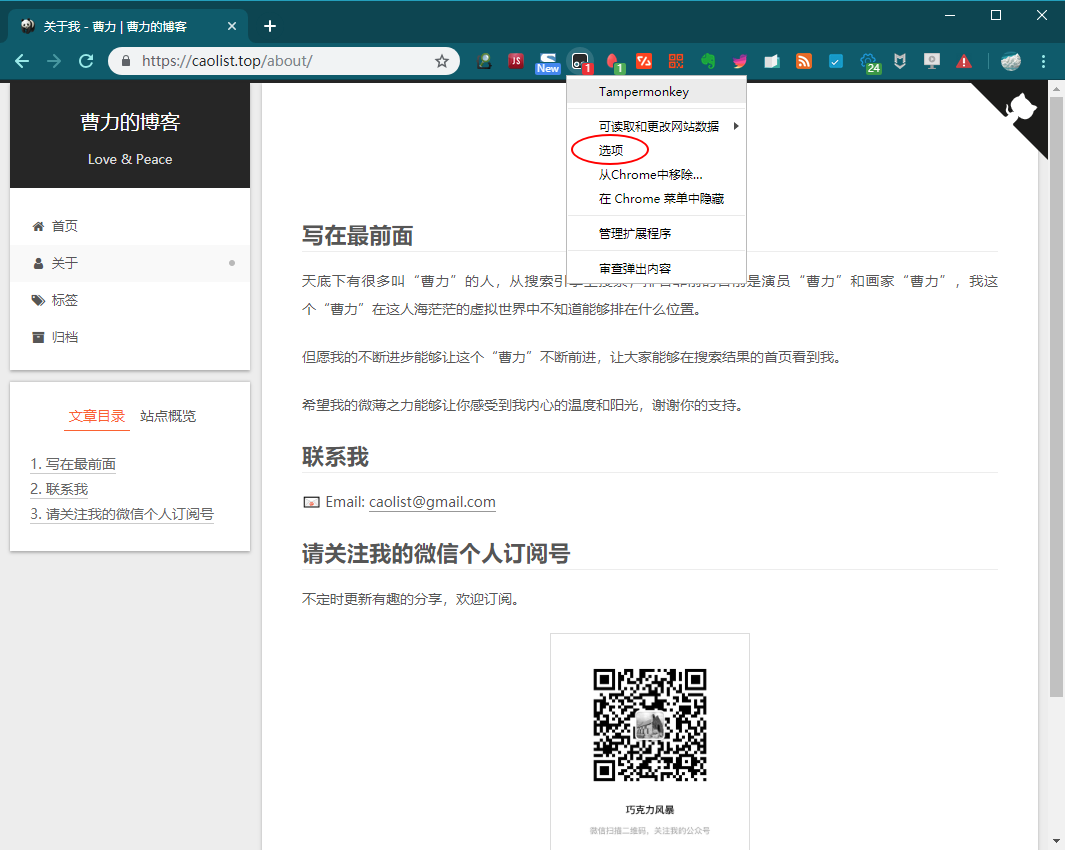 关于我 - 曹力 | 曹力的博客
https://caolist.top/about/
JS
New
1
1
24
曹力的博客
Love & Peace
首页
关于
标签
归档
文章目录 站点概览
1. 写在最前面
2. 联系我
3. 请关注我的微信个人订阅号
Tampermonkey
可读取和更改网站数据
选项
从Chrome中移除...
在 Chrome 菜单中隐藏
管理扩展程序
审查弹出内容
写在最前面
天底下有很多叫“曹力”的人，从搜索引擎上搜索，排名靠前的目前是演员“曹力”和画家“曹力”，我这
个“曹力”在这人海茫茫的虚拟世界中不知道能够排在什么位置。
但愿我的不断进步能够让这个“曹力”不断前进，让大家能够在搜索结果的首页看到我。
希望我的微薄之力能够让你感受到我内心的温度和阳光，谢谢你的支持。
联系我
Email: caolist@gmail.com
请关注我的微信个人订阅号
不定时更新有趣的分享，欢迎订阅。
巧克力风暴
微信扫描二维码，关注我的公众号